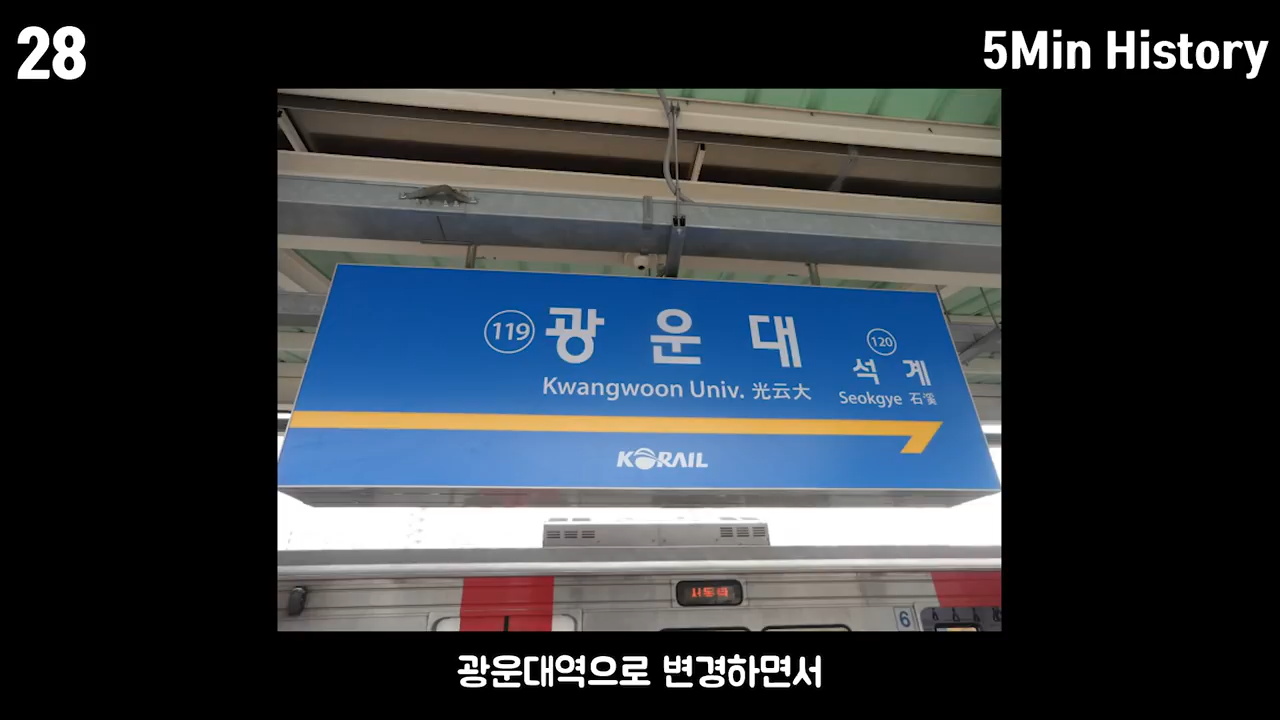 28
5Min History
119 광운대
Kwangwoon Univ. 光云大
120
석계
Seokgye 石溪
KORAIL
6
광운대역으로 변경하면서